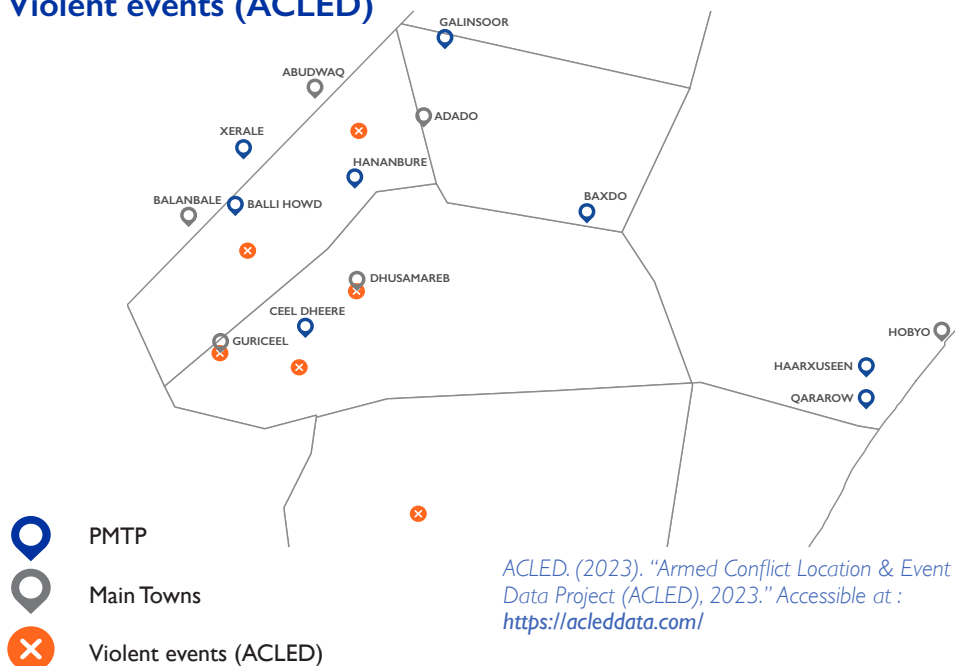 Violent events (ACLED)
GALINSOOR
ABUDWAQ
ADADO
XERALE
HANANBURE
BAXDO
BALANBALE
BALLI HOWD
DHUSAMAREB
CEEL DHEERE
GURICEEL
HOBYO
HAARXUSEEN
QARAROW
PMTP
Main Towns
Violent events (ACLED)
ACLED. (2023). “Armed Conflict Location & Event
Data Project (ACLED), 2023.” Accessible at :
https://acleddata.com/